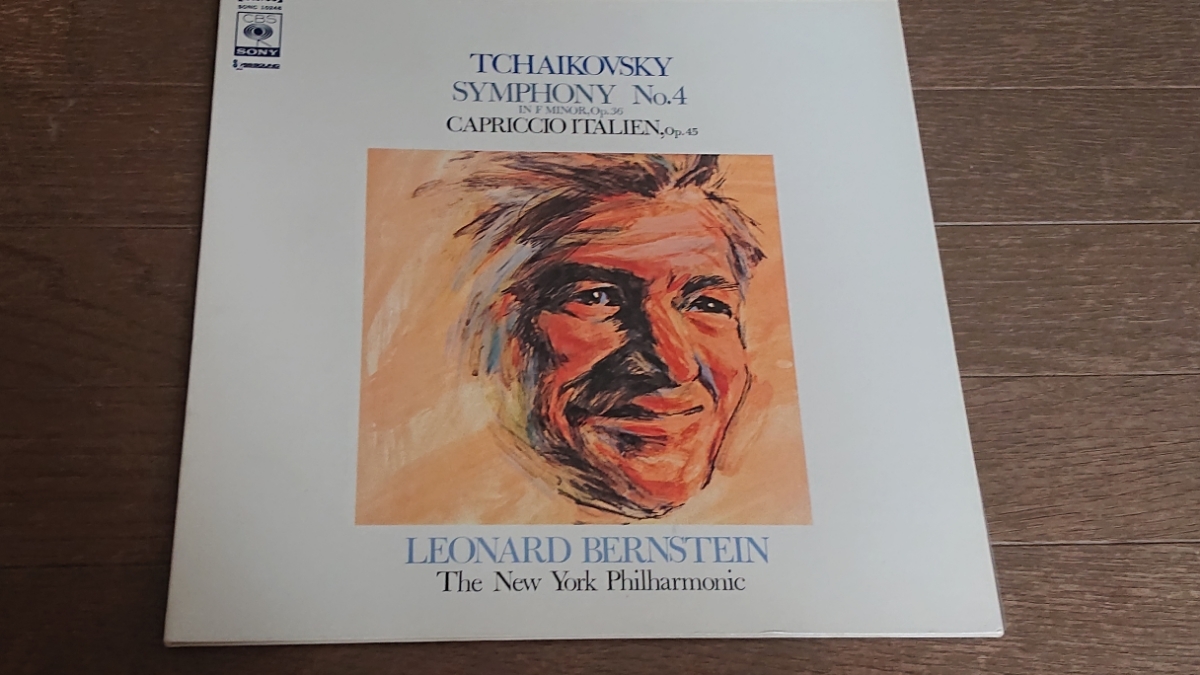 CBS
SONY
TCHAIKOVSKY
SYMPHONY No.4
IN F MINOR,Op.36
CAPRICCIO ITALIEN,Op.45
LEONARD BERNSTEIN
The New York Philharmonic